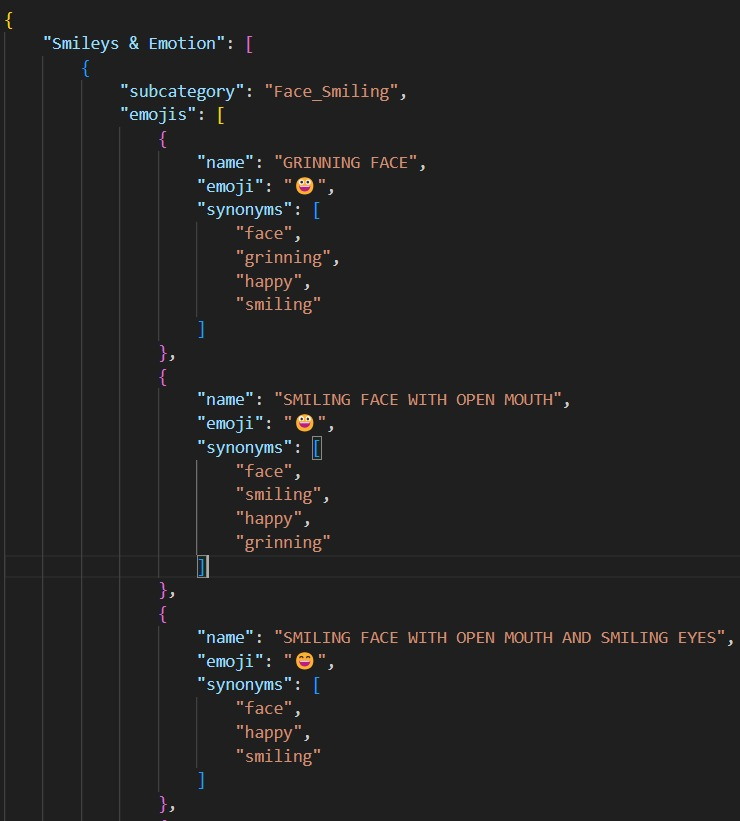 {
"Smileys & Emotion": [
{
"subcategory": "Face_Smiling",
"emojis": [
{
"name": "GRINNING FACE",
"emoji": "😀",
"synonyms": [
"face",
"grinning",
"happy",
"smiling"
]
},
{
"name": "SMILING FACE WITH OPEN MOUTH",
"emoji": "😃",
"synonyms": [
"face",
"smiling",
"happy",
"grinning"
]
},
{
"name": "SMILING FACE WITH OPEN MOUTH AND SMILING EYES",
"emoji": "😄",
"synonyms": [
"face",
"happy",
"smiling"
]
},